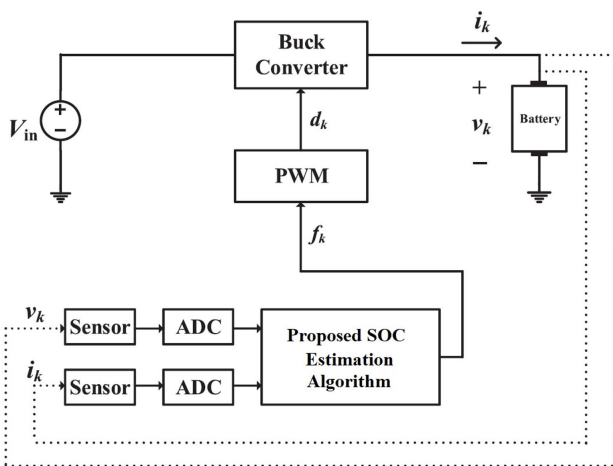 i_k
Buck
Converter
+
V_in
+
−
v_k
Battery
−
d_k
PWM
f_k
v_k
Sensor
ADC
Proposed SOC
Estimation
Algorithm
i_k
Sensor
ADC